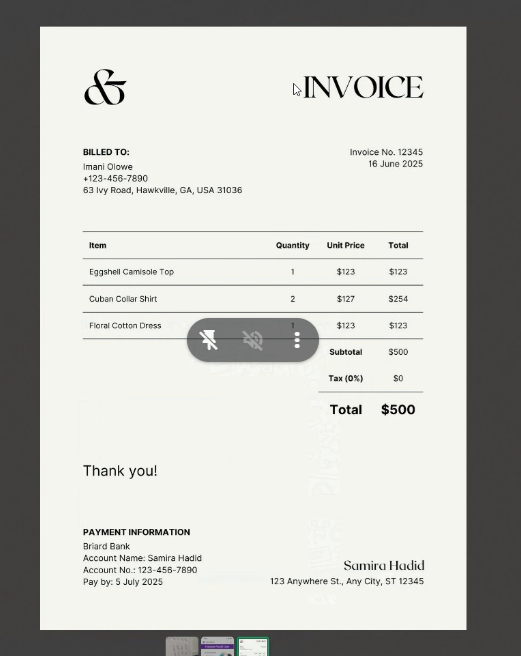 &
INVOICE
BILLED TO:
Imani Olowe
+123-456-7890
63 Ivy Road, Hawkville, GA, USA 31036
Invoice No. 12345
16 June 2025
Item Quantity Unit Price Total
Eggshell Camisole Top 1 $123 $123
Cuban Collar Shirt 2 $127 $254
Floral Cotton Dress 1 $123 $123
Subtotal $500
Tax (0%) $0
Total $500
Thank you!
PAYMENT INFORMATION
Briard Bank
Account Name: Samira Hadid
Account No.: 123-456-7890
Pay by: 5 July 2025
Samira Hadid
123 Anywhere St., Any City, ST 12345